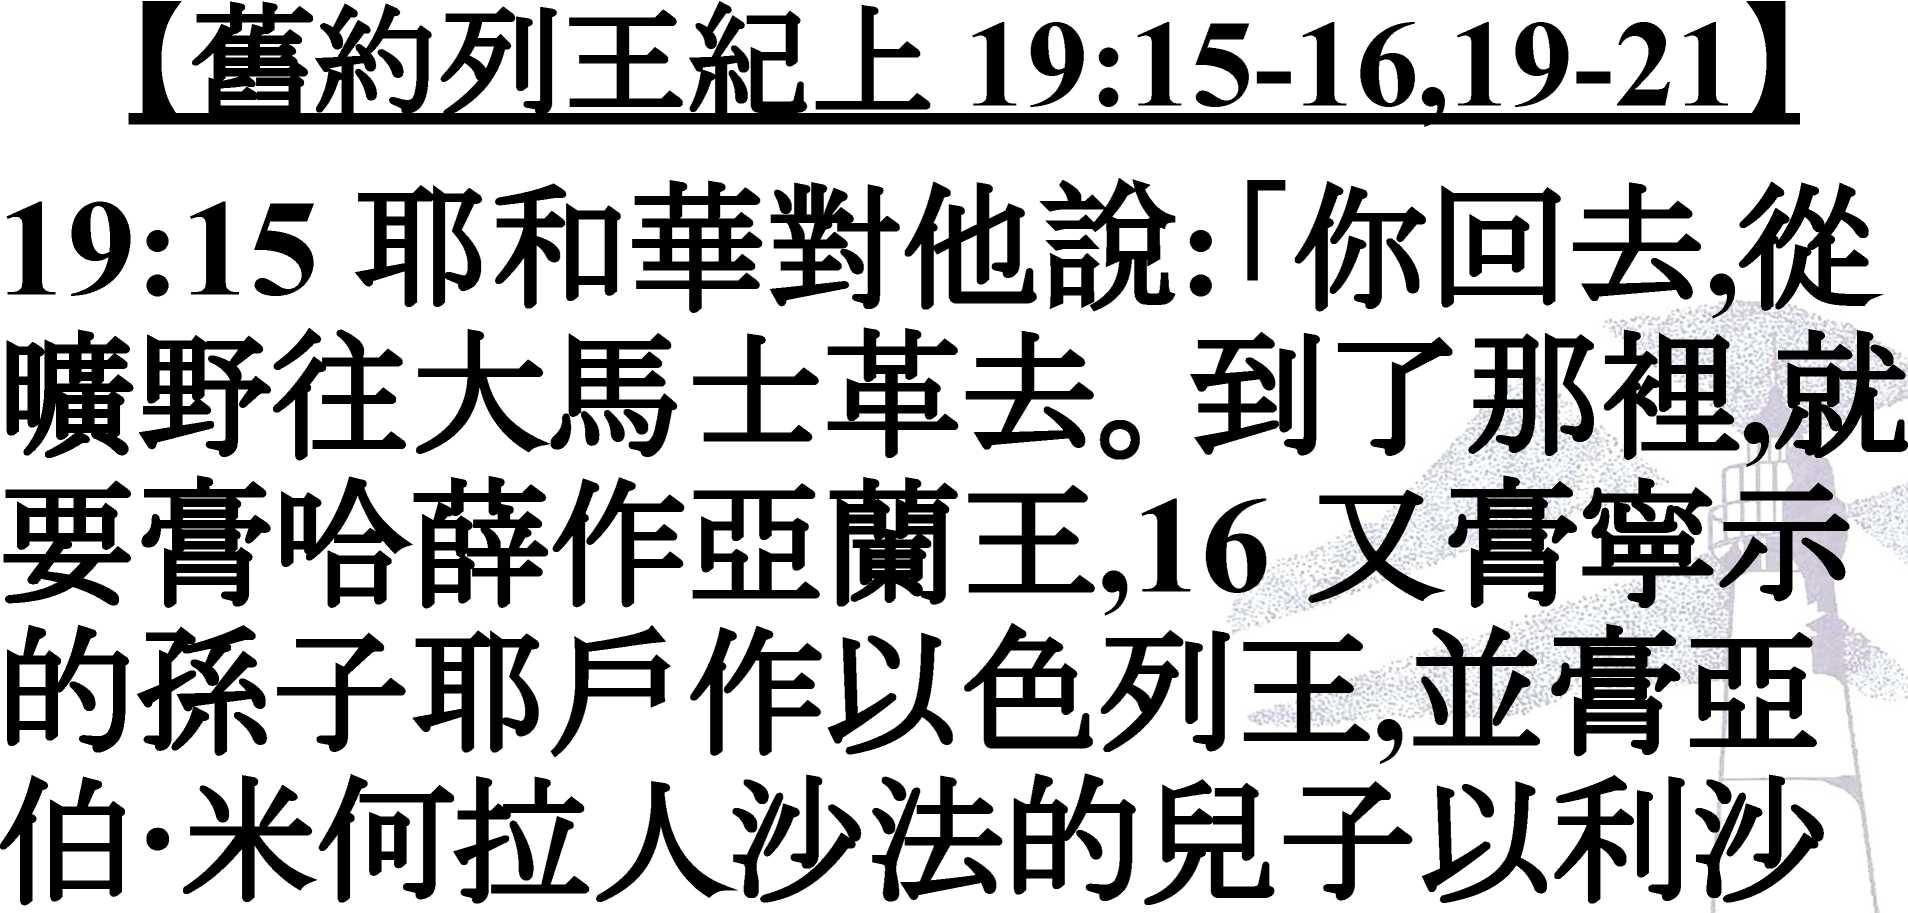 【舊約列王紀上 19:15-16,19-21】
19:15 耶和華對他說:「你回去,從
曠野往大馬士革去。到了那裡,就
要膏哈薛作亞蘭王,16 又膏寧示
的孫子耶戶作以色列王,並膏亞
伯·米何拉人沙法的兒子以利沙